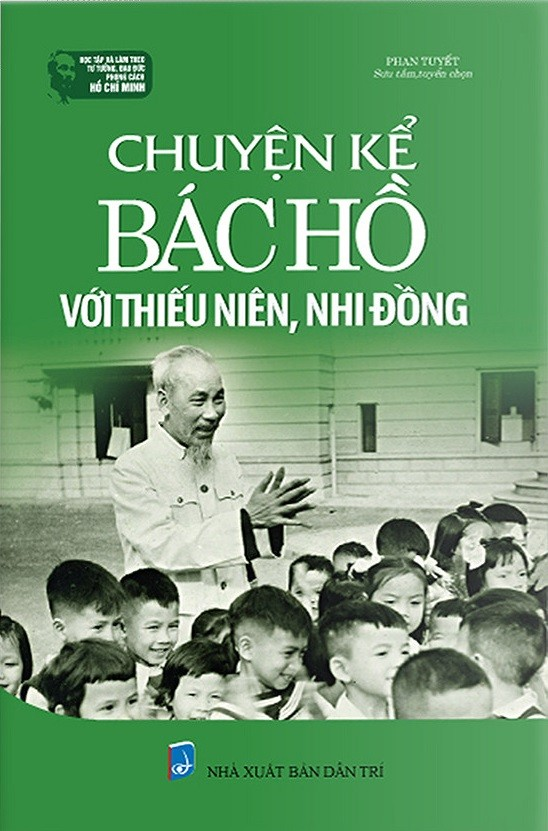 HỌC TẬP VÀ LÀM THEO
TƯ TƯỞNG, ĐẠO ĐỨC
PHONG CÁCH
HỒ CHÍ MINH
PHAN TUYẾT
Sưu tầm,tuyển chọn
CHUYỆN KỂ
BÁC HỒ
VỚI THIẾU NIÊN, NHI ĐỒNG
NHÀ XUẤT BẢN DÂN TRÍ